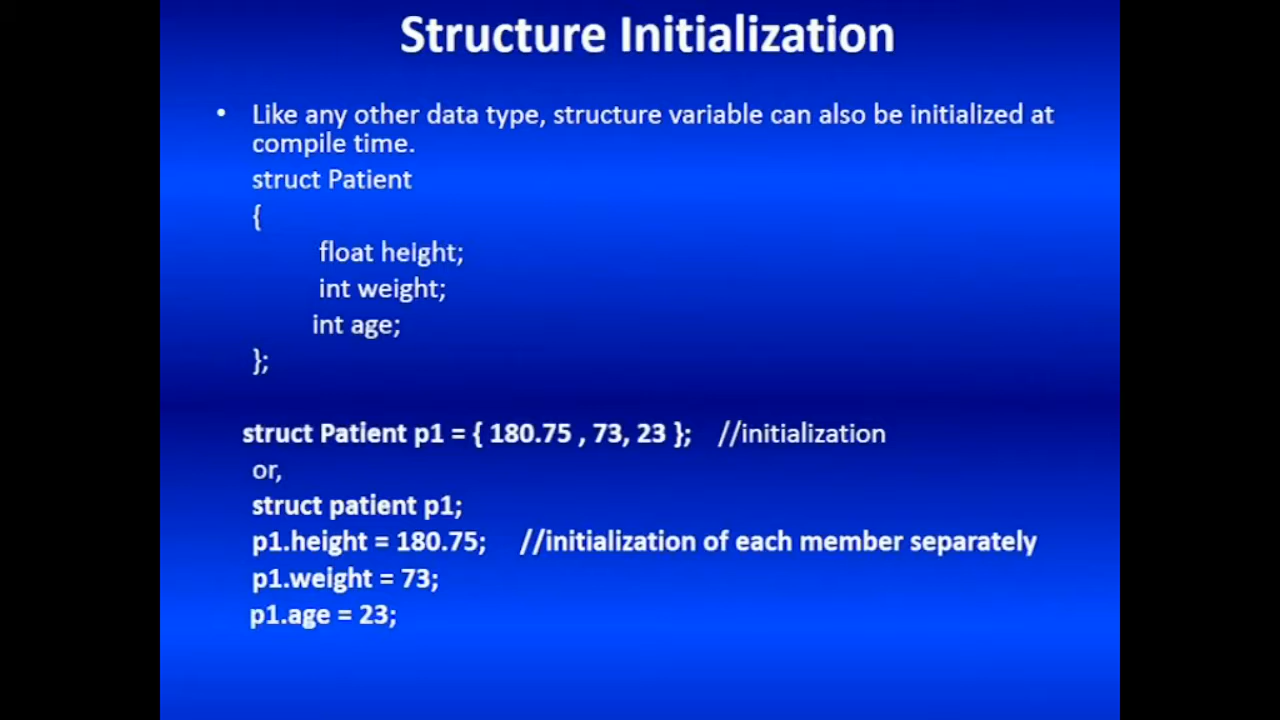 Structure Initialization
• Like any other data type, structure variable can also be initialized at
compile time.
struct Patient
{
float height;
int weight;
int age;
};
struct Patient p1 = { 180.75 , 73, 23 }; //initialization
or,
struct patient p1;
p1.height = 180.75; //initialization of each member separately
p1.weight = 73;
p1.age = 23;